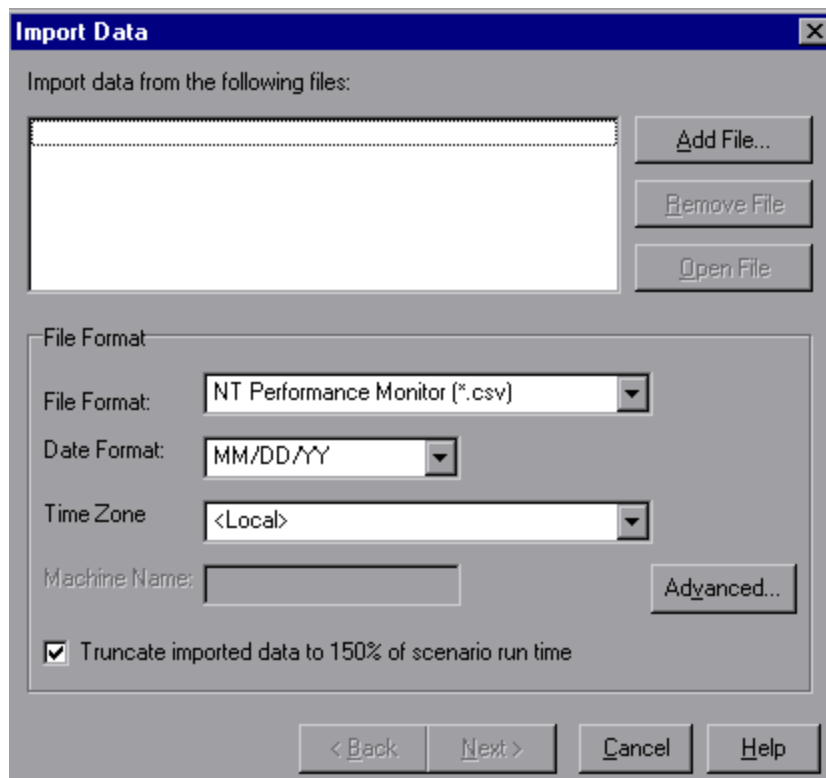 Import Data
Import data from the following files:
Add File...
Remove File
Open File
File Format
File Format:
NT Performance Monitor (*.csv)
Date Format:
MM/DD/YY
Time Zone
<Local>
Machine Name:
Advanced...
Truncate imported data to 150% of scenario run time
< Back
Next >
Cancel
Help